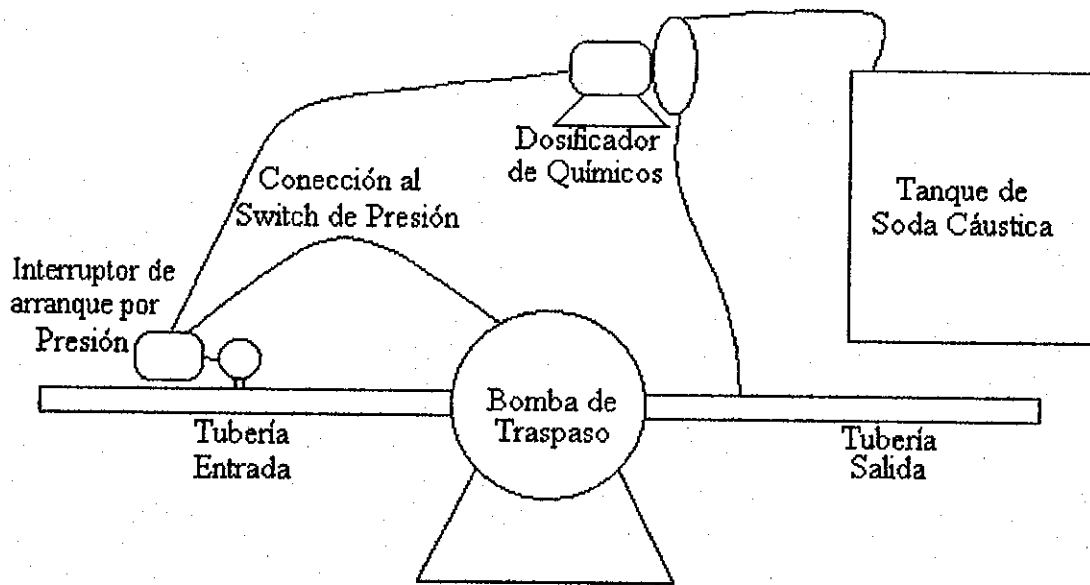 Dosificador
de Químicos
Conección al
Switch de Presión
Tanque de
Soda Cáustica
Interruptor de
arranque por
Presión
Bomba de
Traspaso
Tubería
Entrada
Tubería
Salida